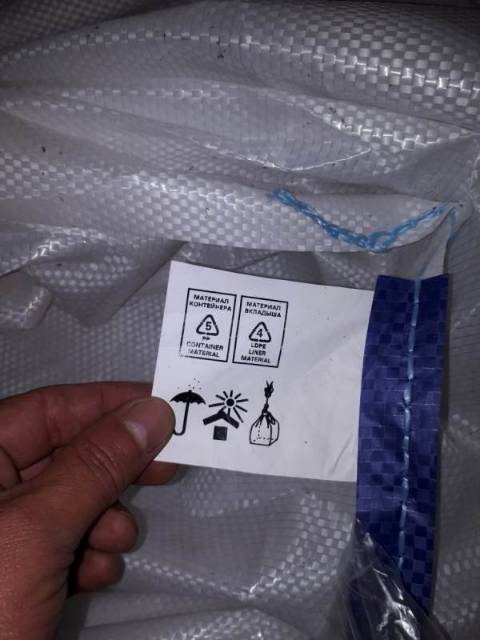 МАТЕРИАЛ
КОНТЕЙНЕРА
5
PP
CONTAINER
MATERIAL
МАТЕРИАЛ
ВКЛАДЫША
4
LDPE
LINER
MATERIAL